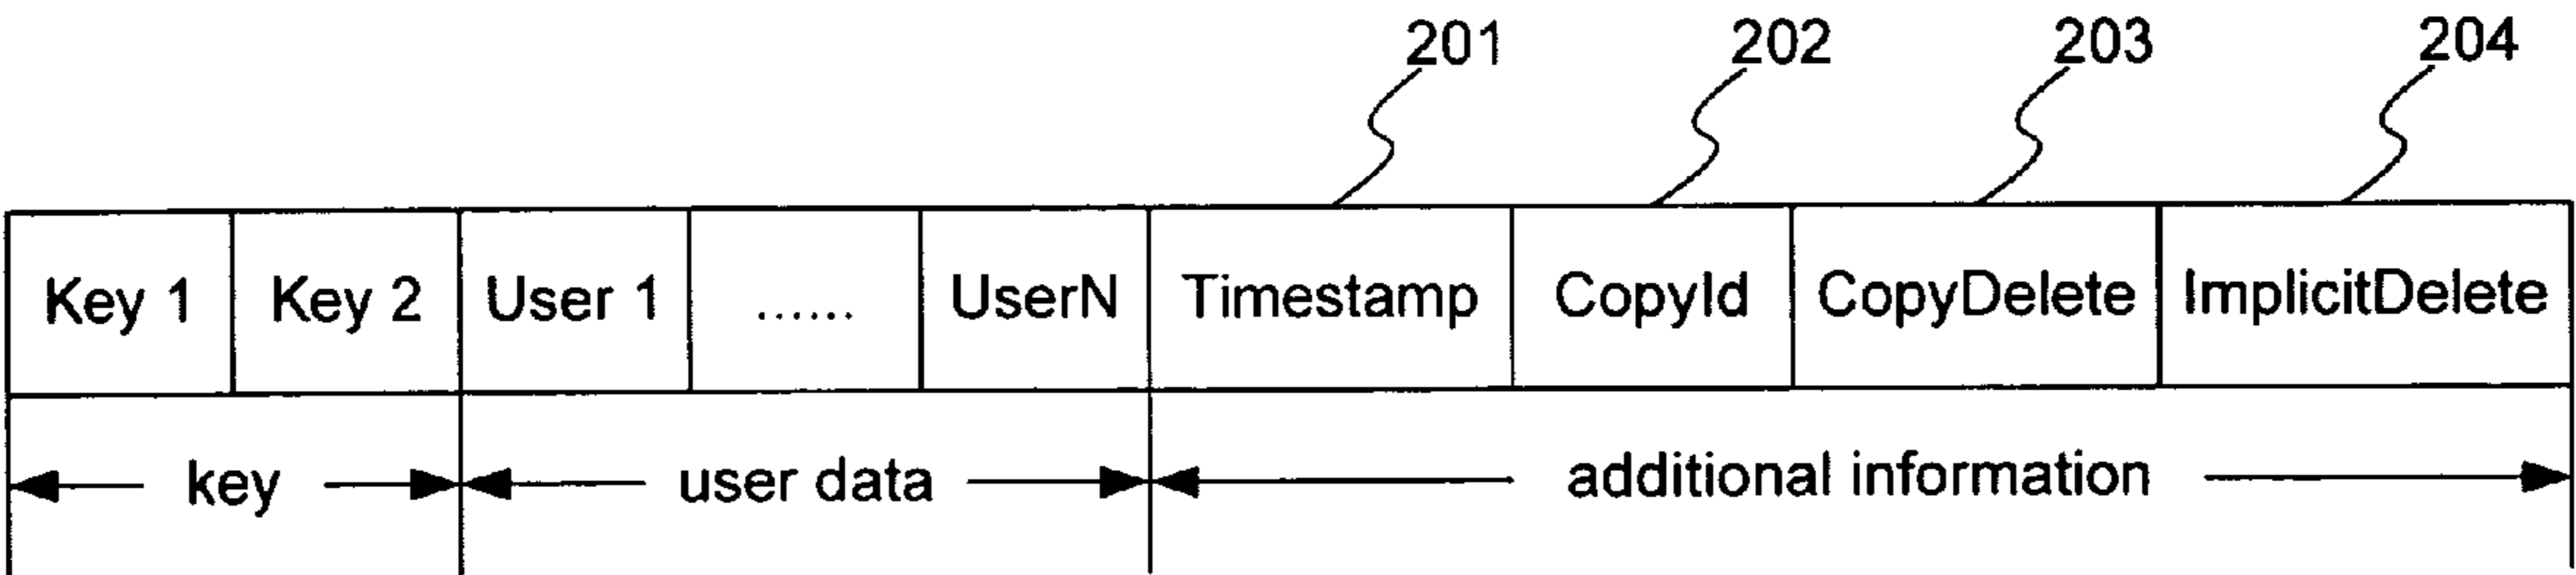 201 202 203 204
Key 1 Key 2 User 1 ...... UserN Timestamp CopyId CopyDelete ImplicitDelete
key user data additional information